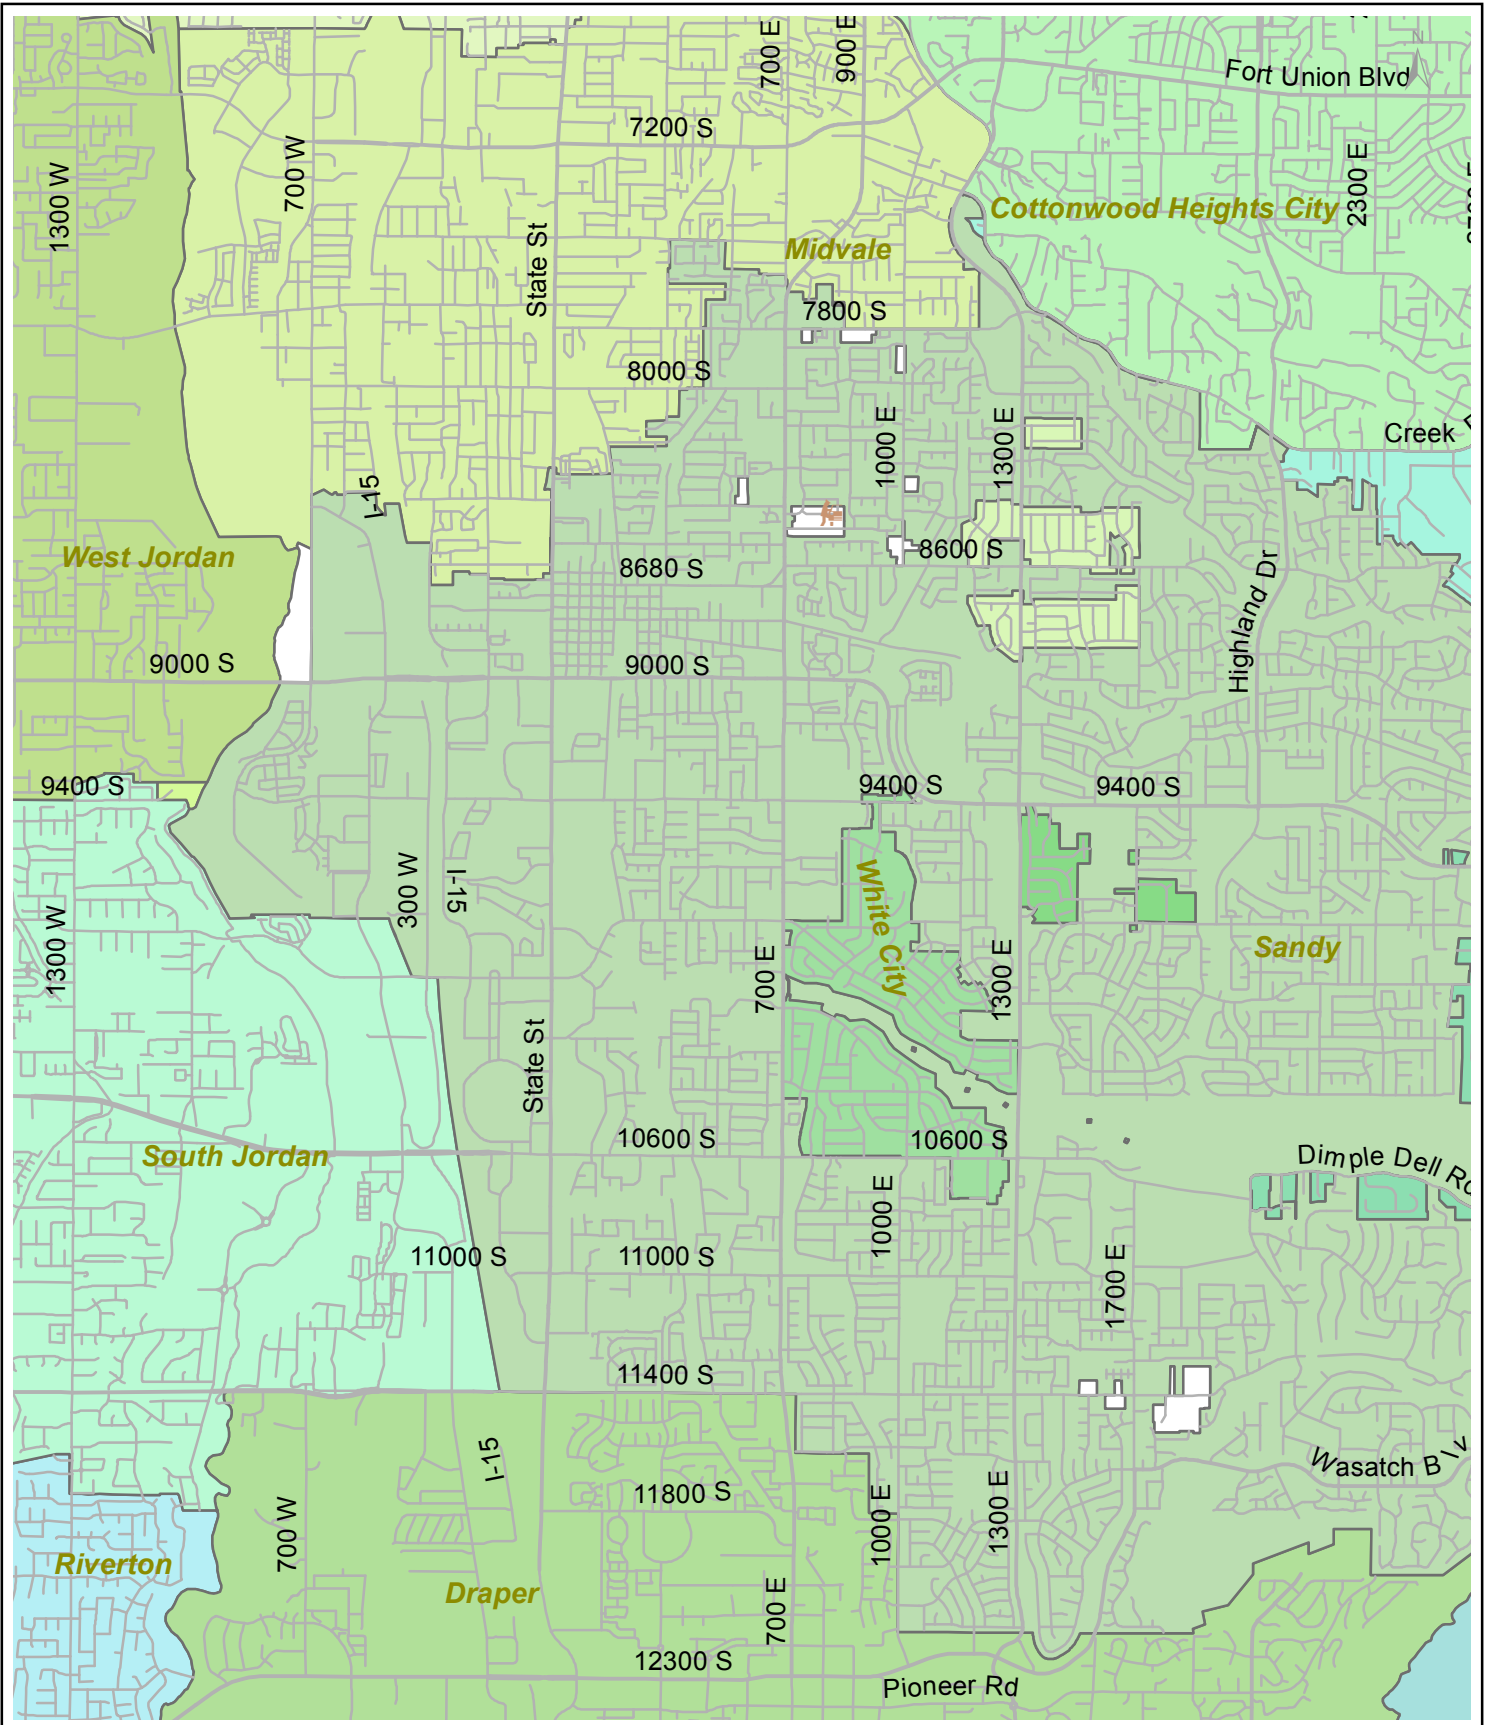 700 E
900 E
Fort Union Blvd
7200 S
1300 W
700 W
2300 E
Cottonwood Heights City
State St
Midvale
7800 S
8000 S
1000 E
1300 E
Creek
I-15
West Jordan
8600 S
8680 S
Highland Dr
9000 S
9000 S
9400 S
9400 S
9400 S
300 W
I-15
White City
1300 W
700 E
1300 E
Sandy
State St
10600 S
10600 S
South Jordan
Dimple Dell
1000 E
11000 S
11000 S
1700 E
11400 S
I-15
Wasatch
11800 S
700 W
1000 E
1300 E
Riverton
Draper
700 E
12300 S
Pioneer Rd